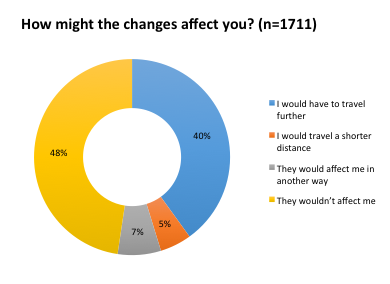 How might the changes affect you? (n=1711)
40%
5%
7%
48%
I would have to travel
further
I would travel a shorter
distance
They would affect me in
another way
They wouldn't affect me